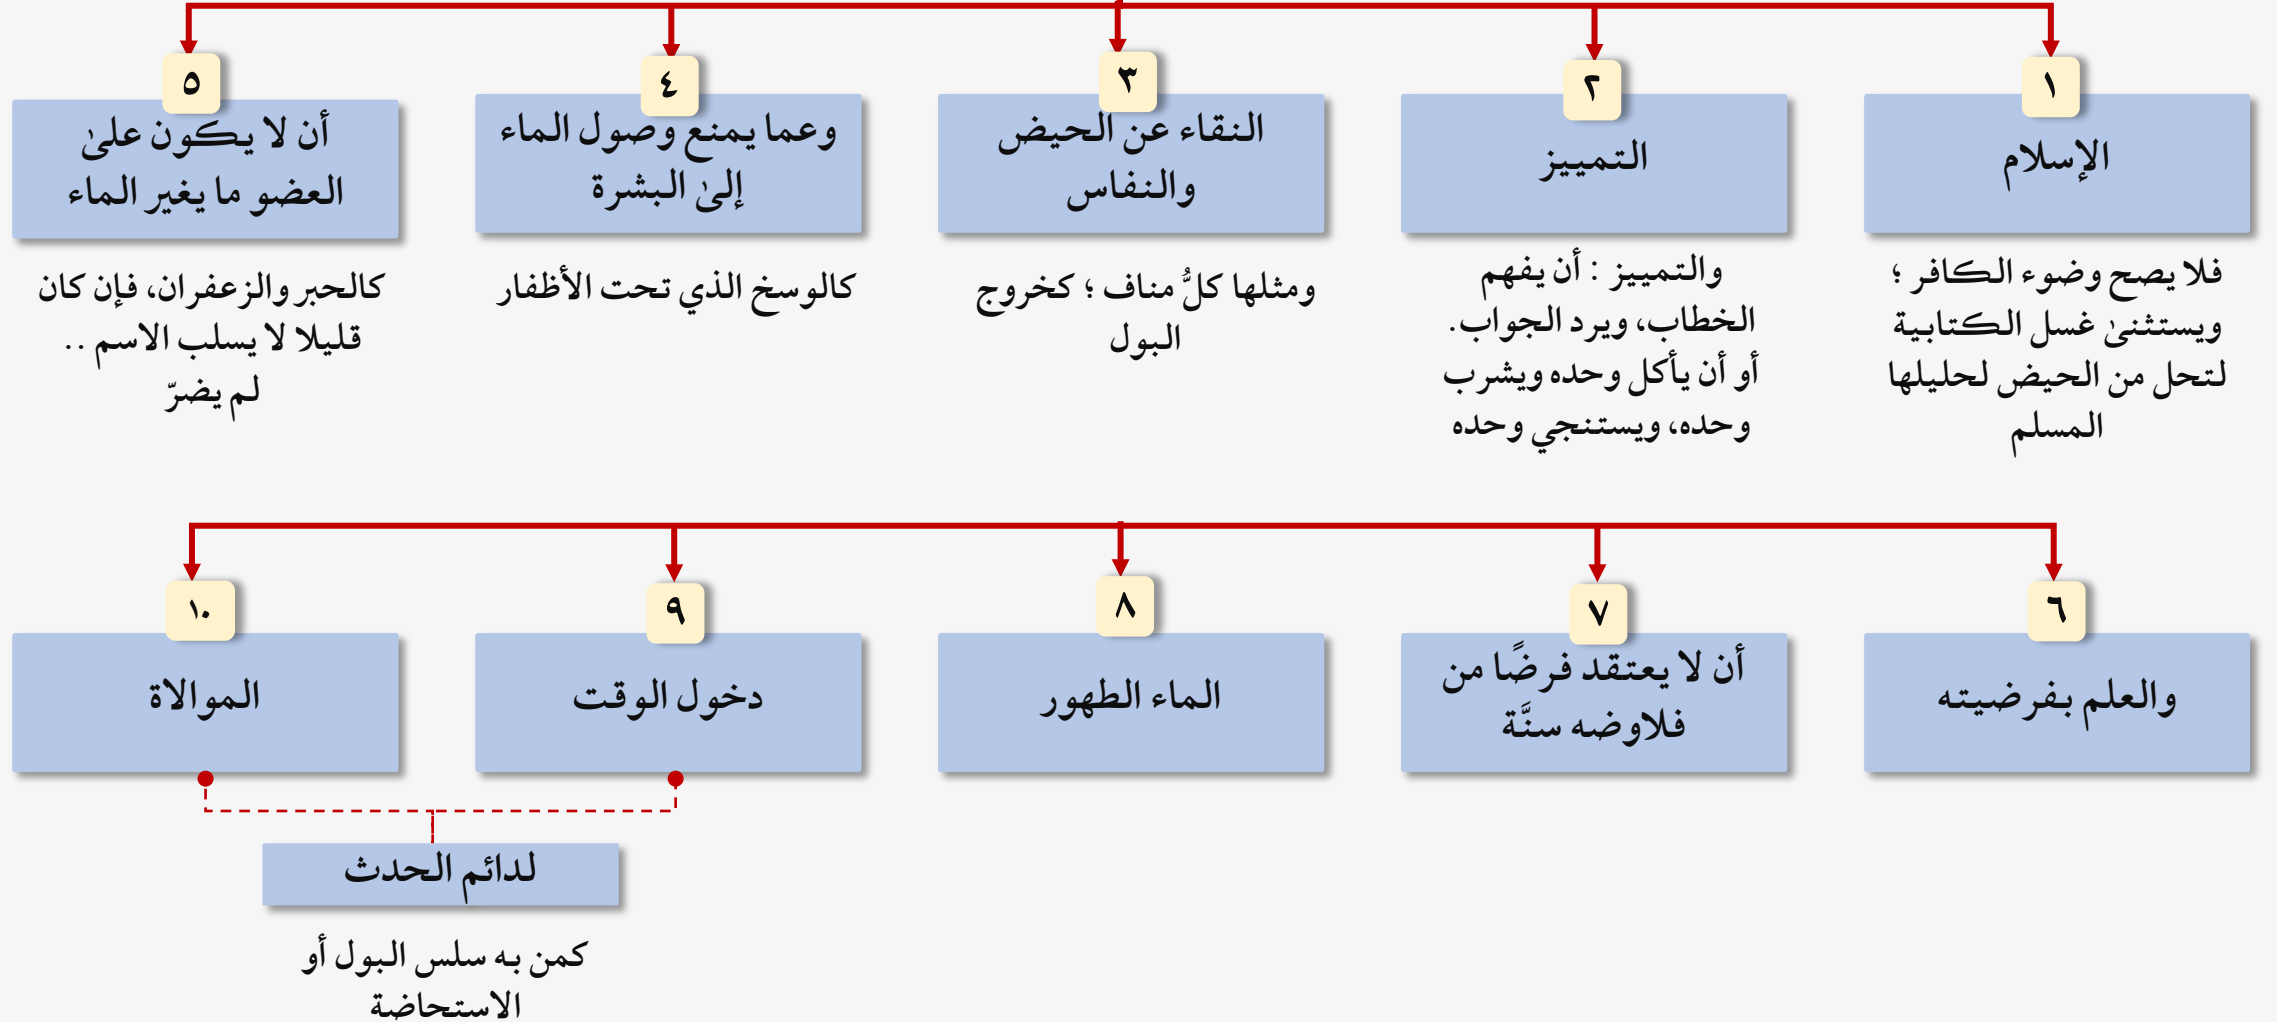 ١
الإسلام
فلا يصح وضوء الكافر ؛
ويستثنىٰ غسل الكتابية
لتحل من الحيض لحليلها
المسلم
٢
التمييز
والتمييز : أن يفهم
الخطاب، ويرد الجواب.
أو أن يأكل وحده ويشرب
وحده، ويستنجي وحده
٣
النقاء عن الحيض
والنفاس
ومثلها كلُّ مناف ؛ كخروج
البول
٤
وعما يمنع وصول الماء
إلىٰ البشرة
كالوسخ الذي تحت الأظفار
٥
أن لا يكون علىٰ
العضو ما يغير الماء
كالحبر والزعفران، فإن كان
قليلا لا يسلب الاسم ..
لم يضرّ
٦
والعلم بفرضيته
٧
أن لا يعتقد فرضًا من
فلاوضه سنَّة
٨
الماء الطهور
٩
دخول الوقت
١٠
الموالاة
لدائم الحدث
كمن به سلس البول أو
الاستحاضة